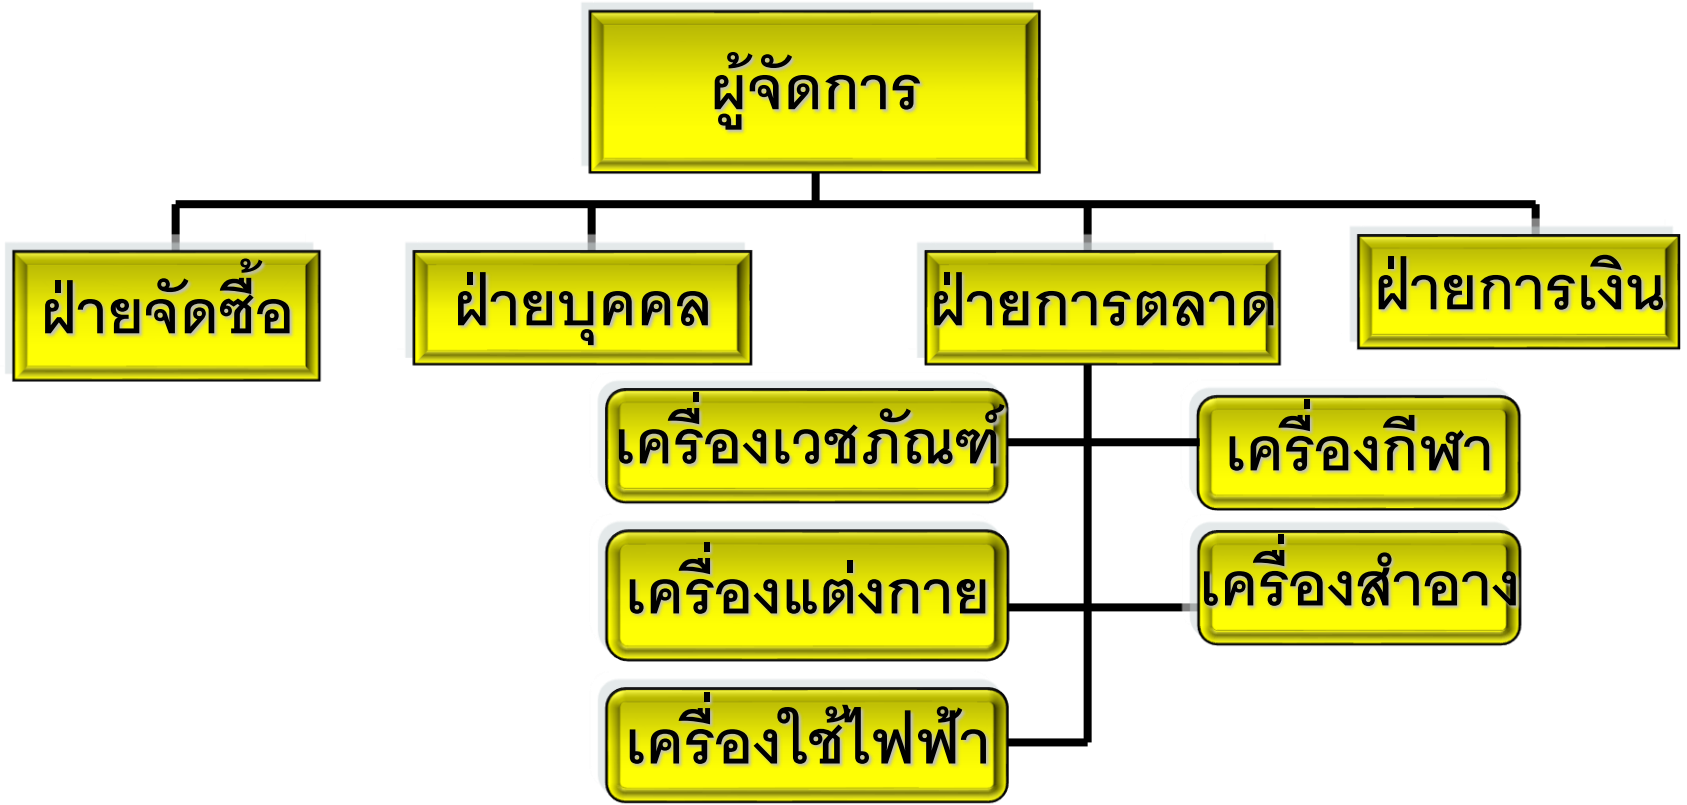 ผู้จัดการ
ฝ่ายจัดซื้อ
ฝ่ายบุคคล
ฝ่ายการตลาด
ฝ่ายการเงิน
เครื่องเวชภัณฑ์
เครื่องกีฬา
เครื่องแต่งกาย
เครื่องสำอาง
เครื่องใช้ไฟฟ้า